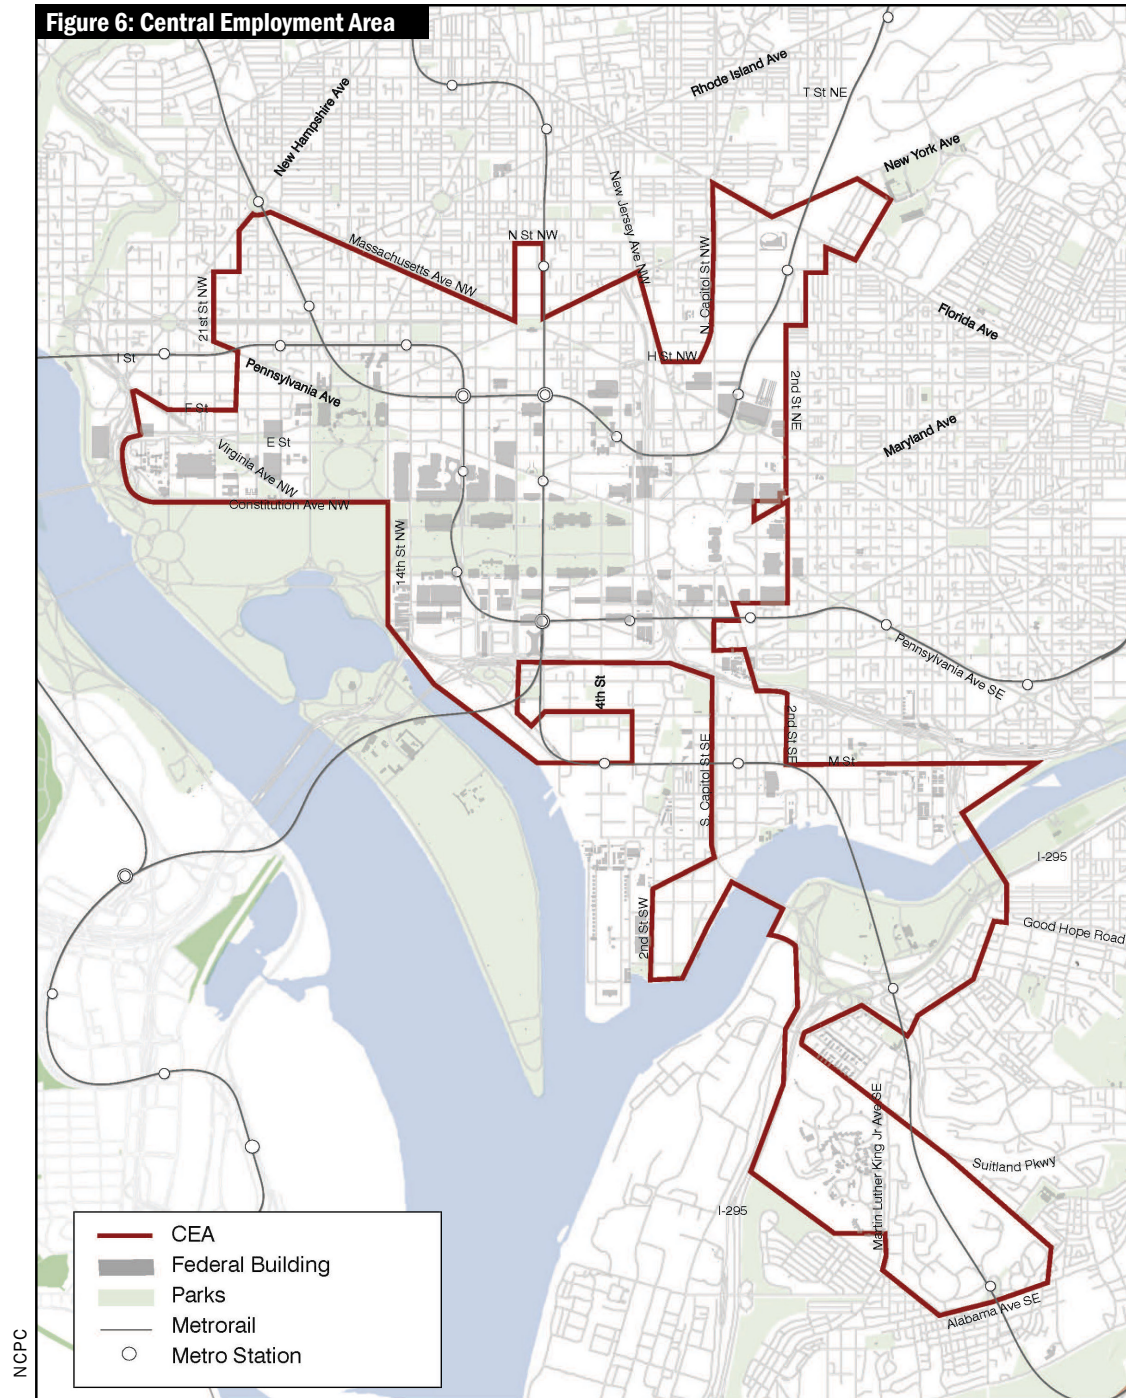 Figure 6: Central Employment Area
Rhode Island Ave
T St NE
New Hampshire Ave
New York Ave
New Jersey Ave NW
N St NW
Massachusetts Ave NW
N. Capitol St NW
21st St NW
Florida Ave
I St
H St NW
Pennsylvania Ave
2nd St NE
F St
Maryland Ave
E St
Virginia Ave NW
Constitution Ave NW
14th St NW
Pennsylvania Ave SE
4th St
2nd St SE
S. Capitol St SE
M St
I-295
2nd St SW
Good Hope Road
Martin Luther King Jr Ave SE
Suitland Pkwy
I-295
Alabama Ave SE
CEA
Federal Building
Parks
Metrorail
Metro Station
NCPC